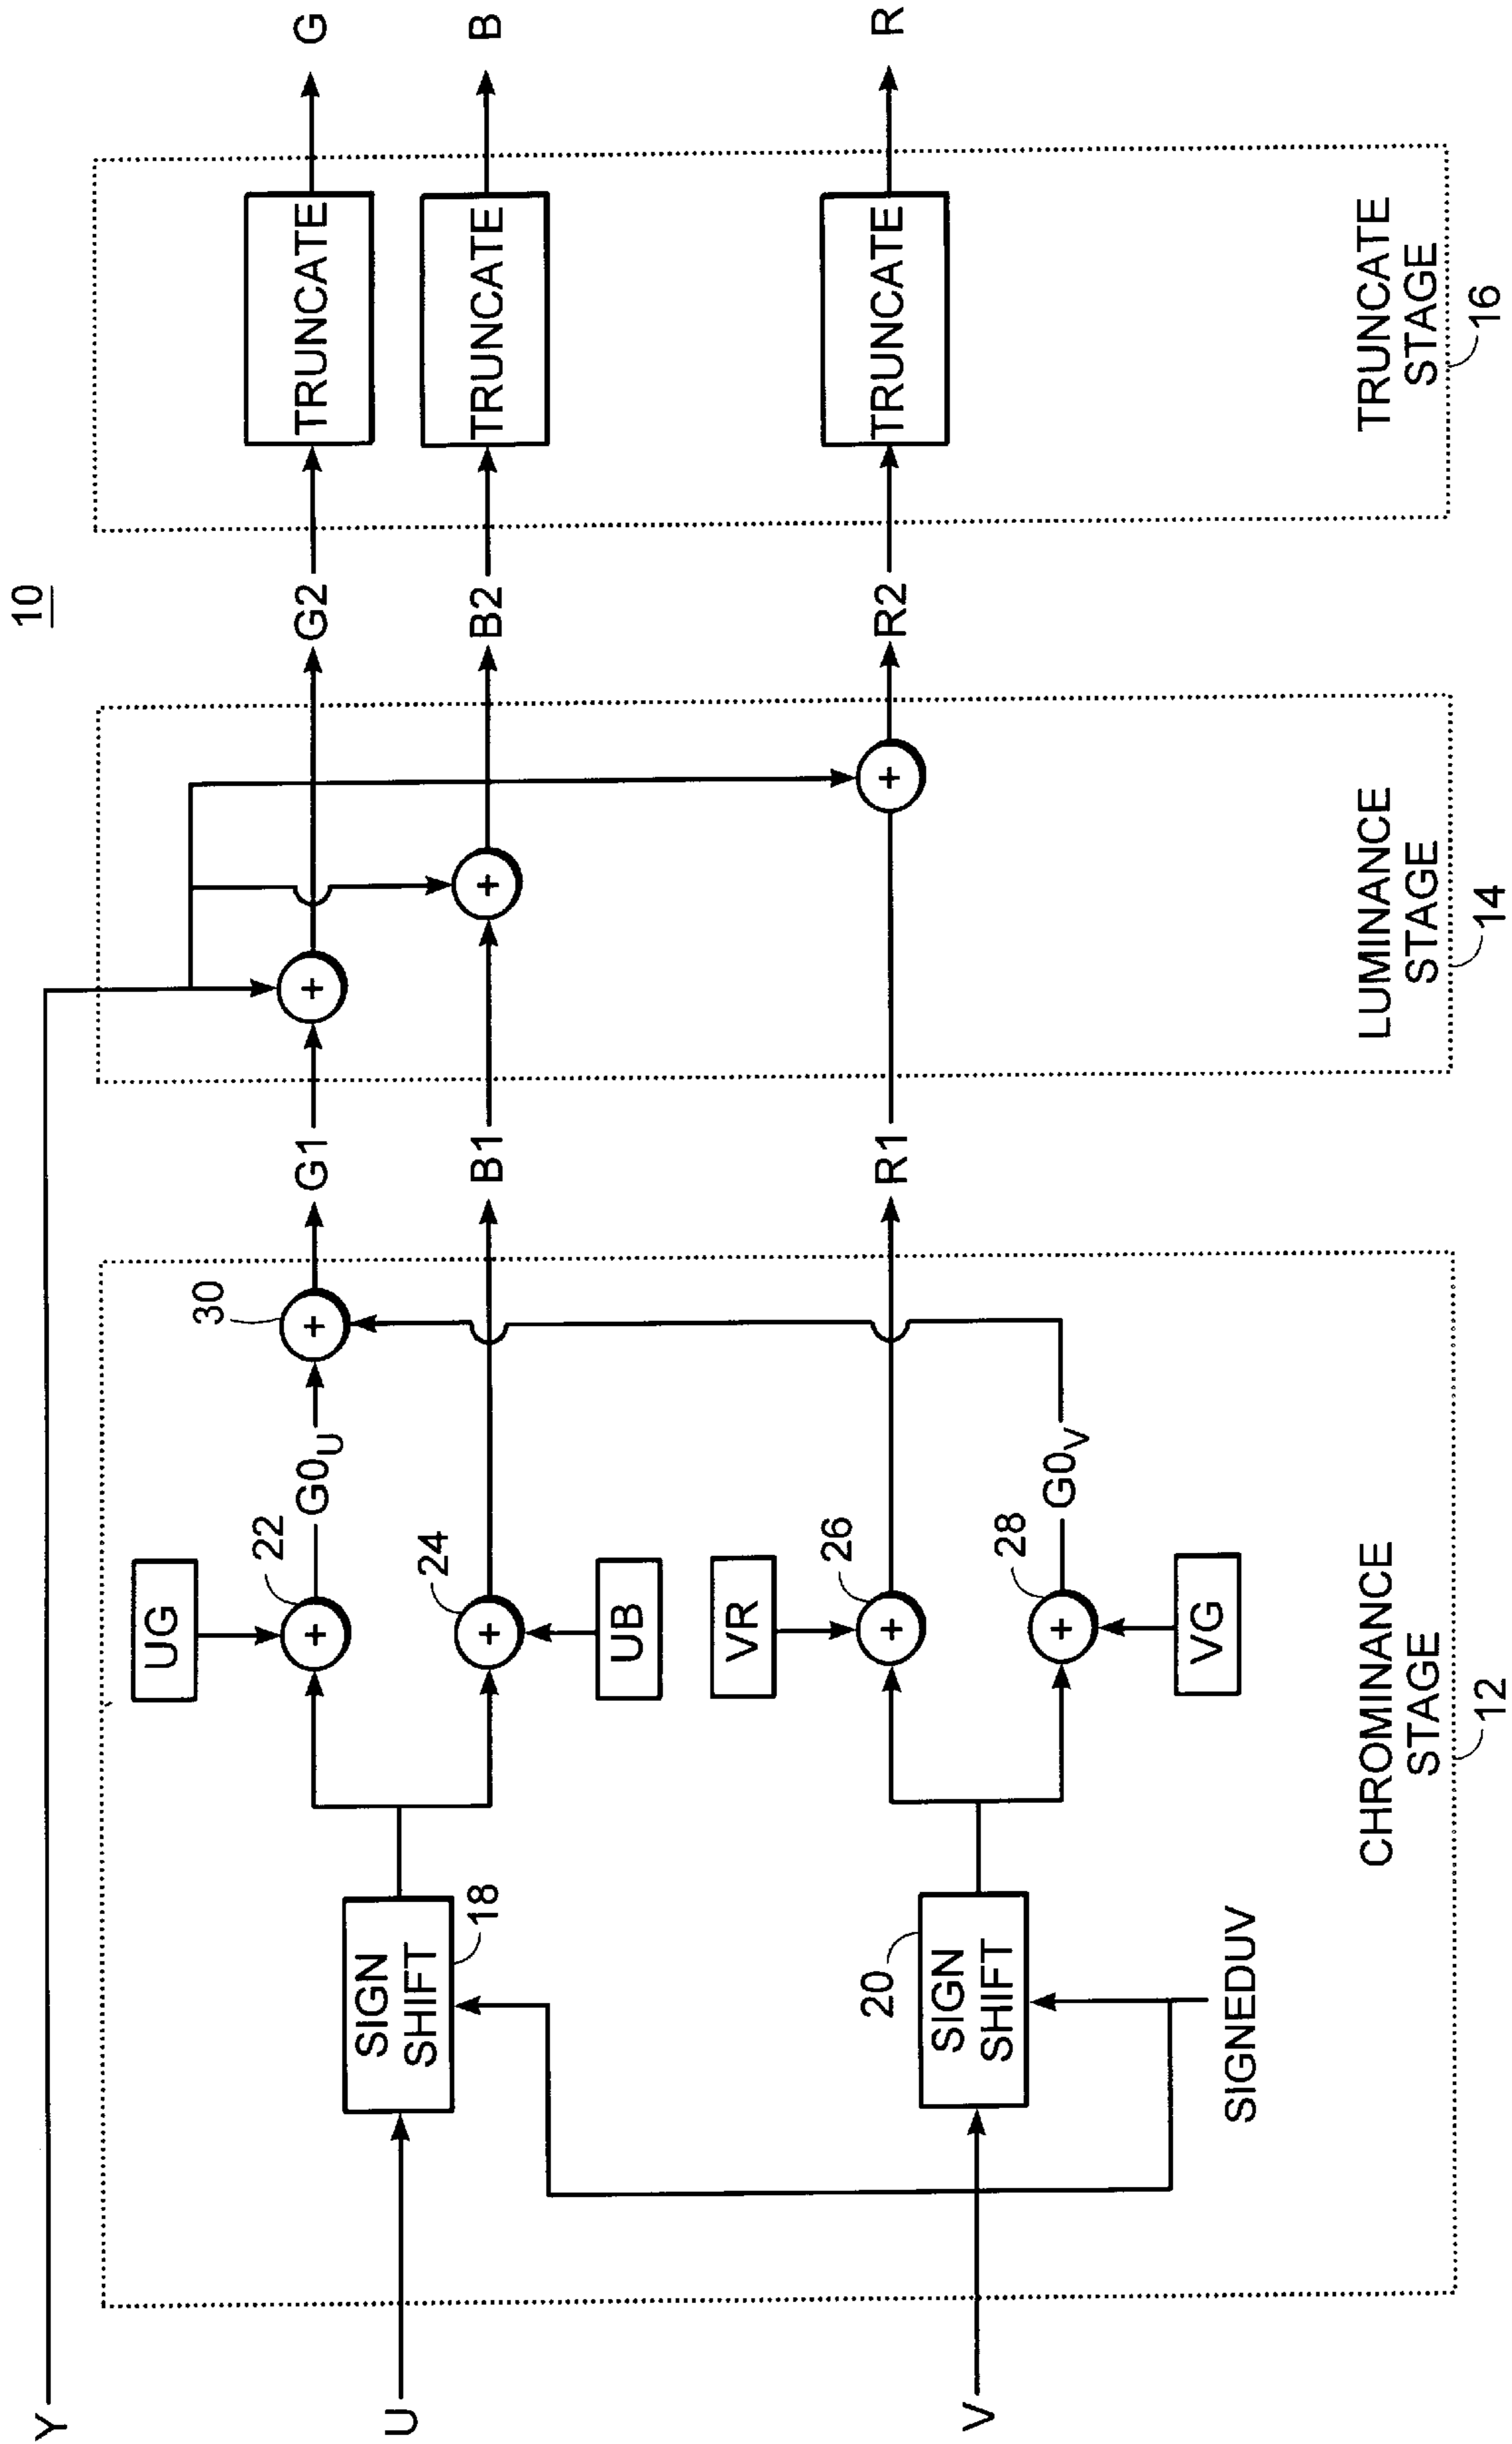 10
Y
U
V
SIGN
SHIFT
18
20
SIGN
SHIFT
SIGNEDUV
UG
22
24
UB
VR
26
28
VG
G0U
G0V
30
CHROMINANCE
STAGE
12
G1
B1
R1
LUMINANCE
STAGE
14
G2
B2
R2
TRUNCATE
TRUNCATE
TRUNCATE
TRUNCATE
STAGE
16
G
B
R